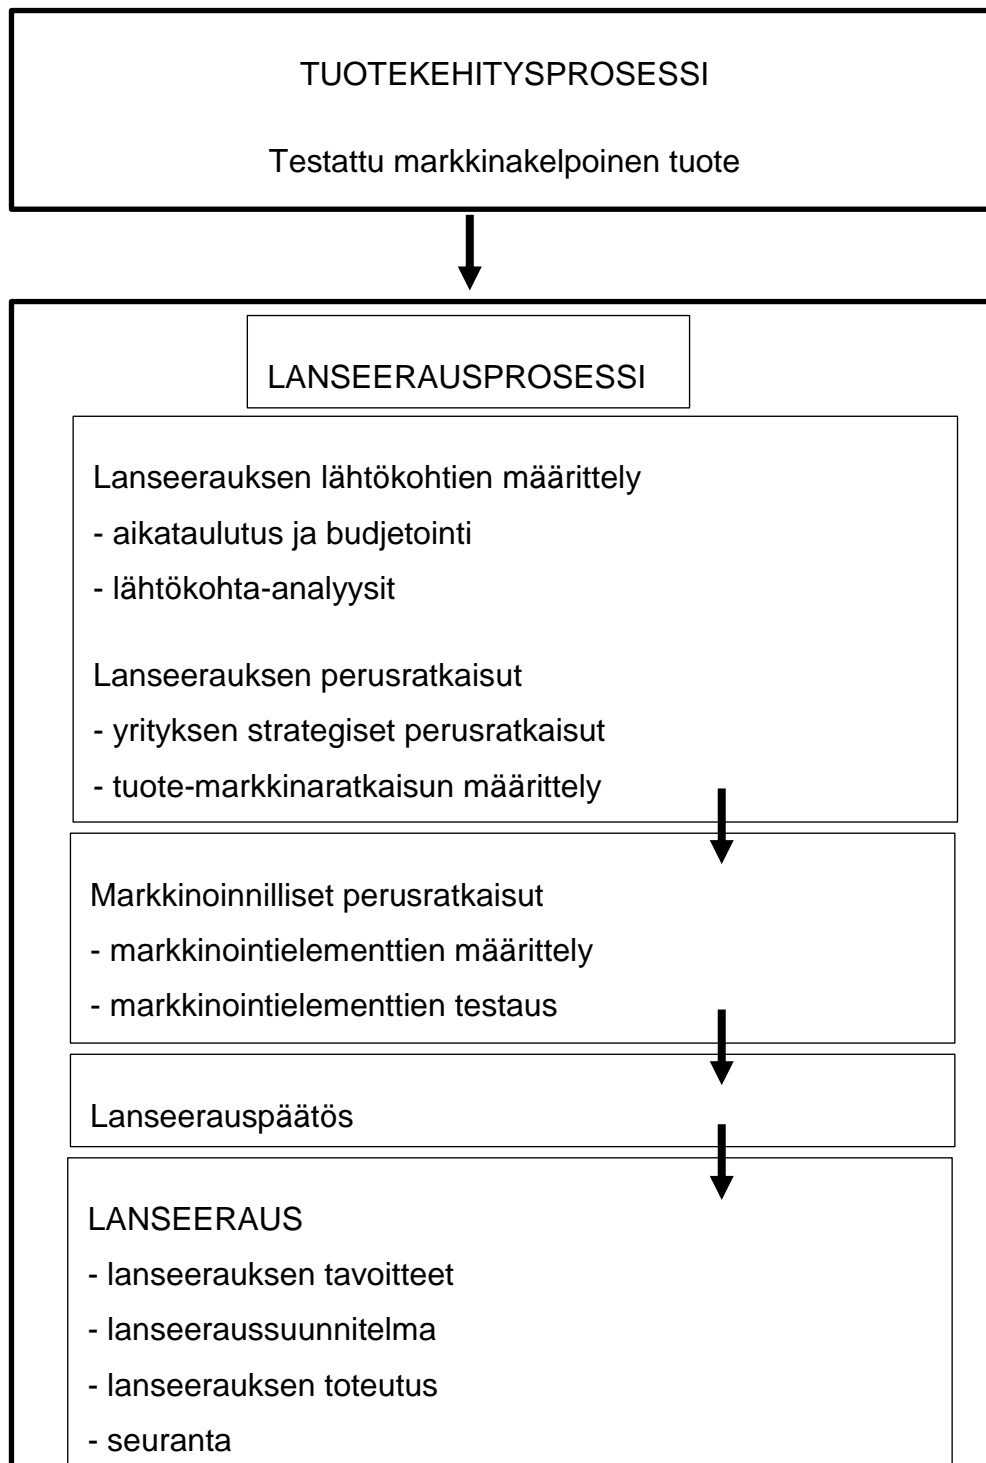 TUOTEKEHITYSPROSESSI
Testattu markkinakelpoinen tuote
LANSEERAUSPROSESSI
Lanseerauksen lähtökohtien määrittely
- aikataulutus ja budjetointi
- lähtökohta-analyysit
Lanseerauksen perusratkaisut
- yrityksen strategiset perusratkaisut
- tuote-markkinaratkaisun määrittely
Markkinoinnilliset perusratkaisut
- markkinointielementtien määrittely
- markkinointielementtien testaus
Lanseerauspäätös
LANSEERAUS
- lanseerauksen tavoitteet
- lanseeraussuunnitelma
- lanseerauksen toteutus
- seuranta